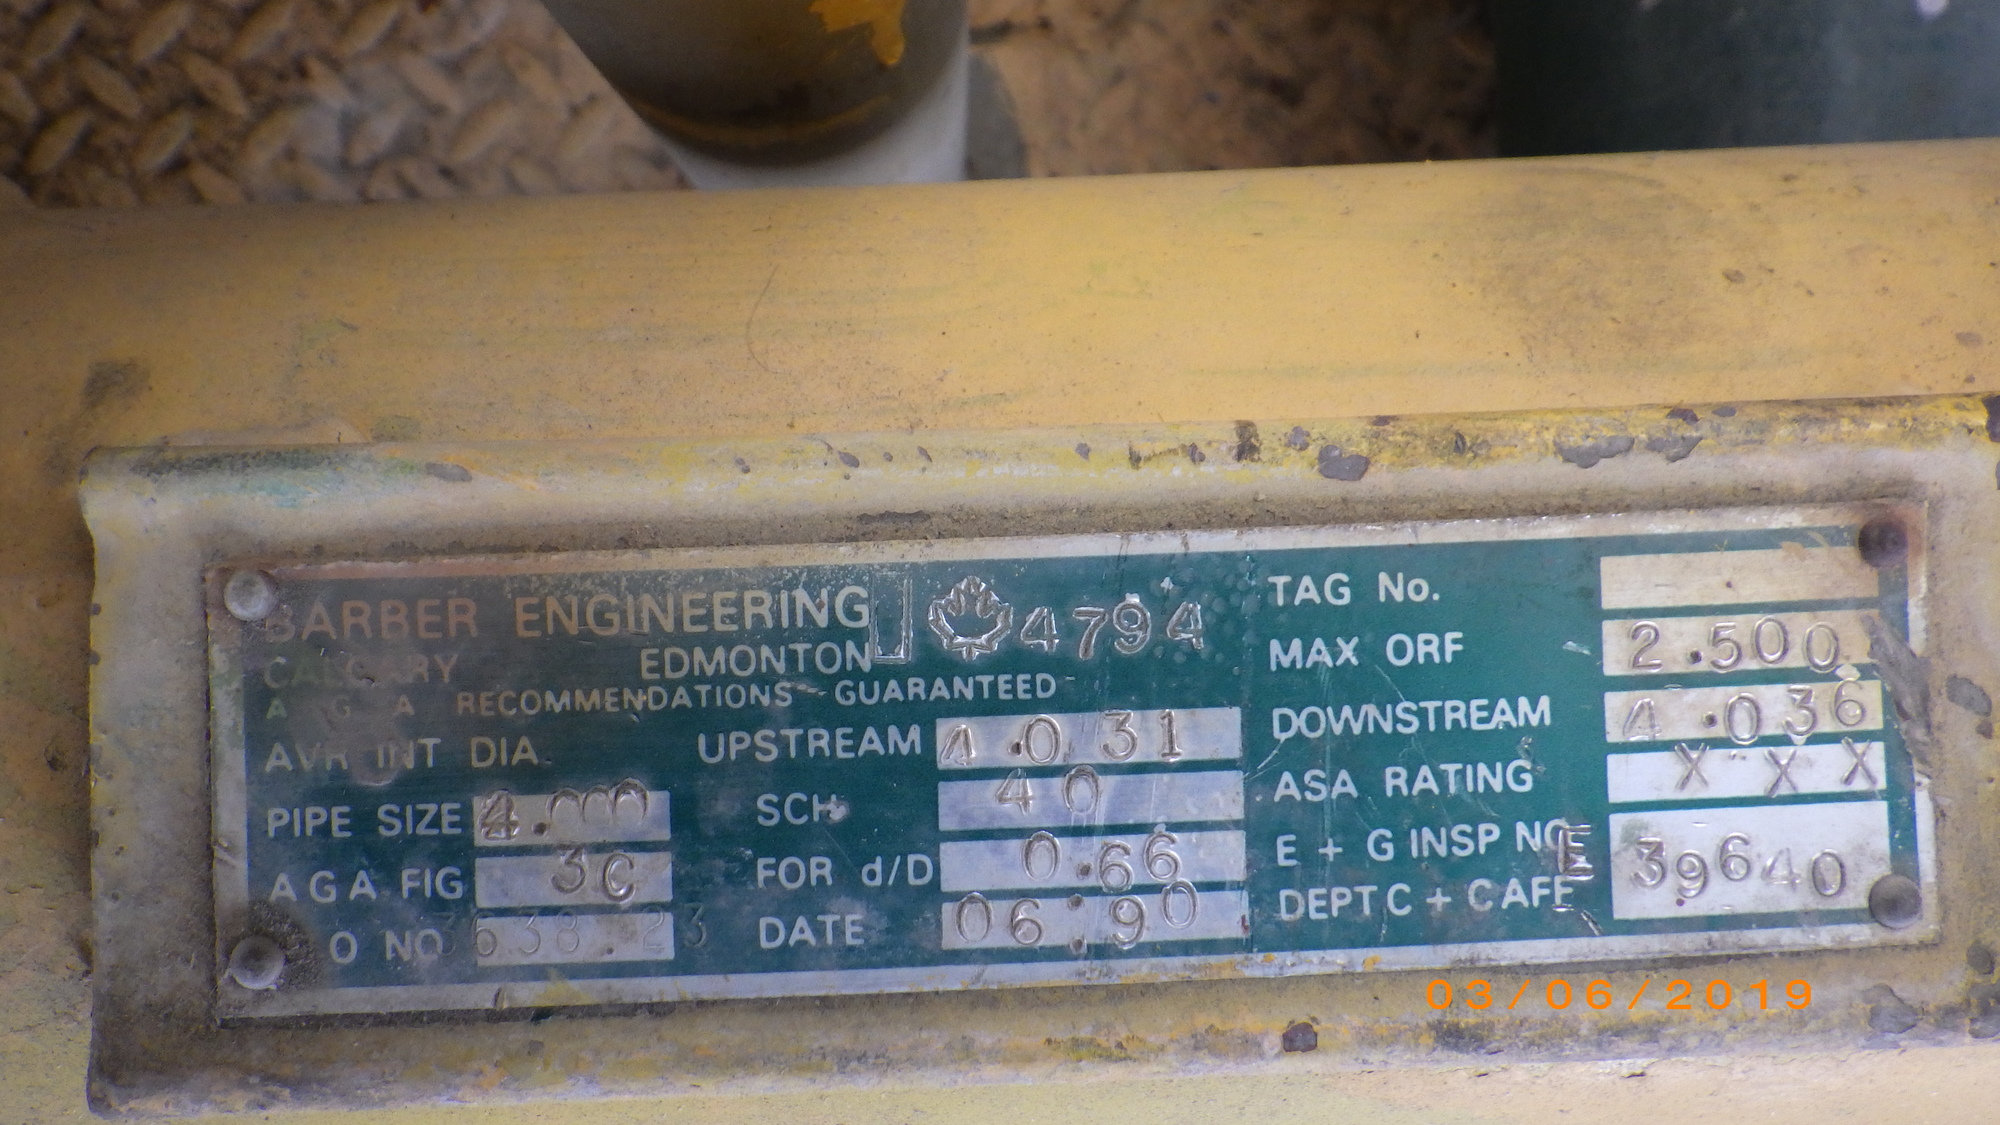 BARBER ENGINEERING 4794
CALGARY EDMONTON
A G A RECOMMENDATIONS GUARANTEED
AVR INT DIA. UPSTREAM 4.031
PIPE SIZE 4. SCH. 40
A G A FIG 3C FOR d/D 0.66
O NO 3638.23 DATE 06:90
TAG No.
MAX ORF 2.500
DOWNSTREAM 4.036
ASA RATING X X X
E + G INSP NO E 39640
DEPT C + C AFF
03/06/2019